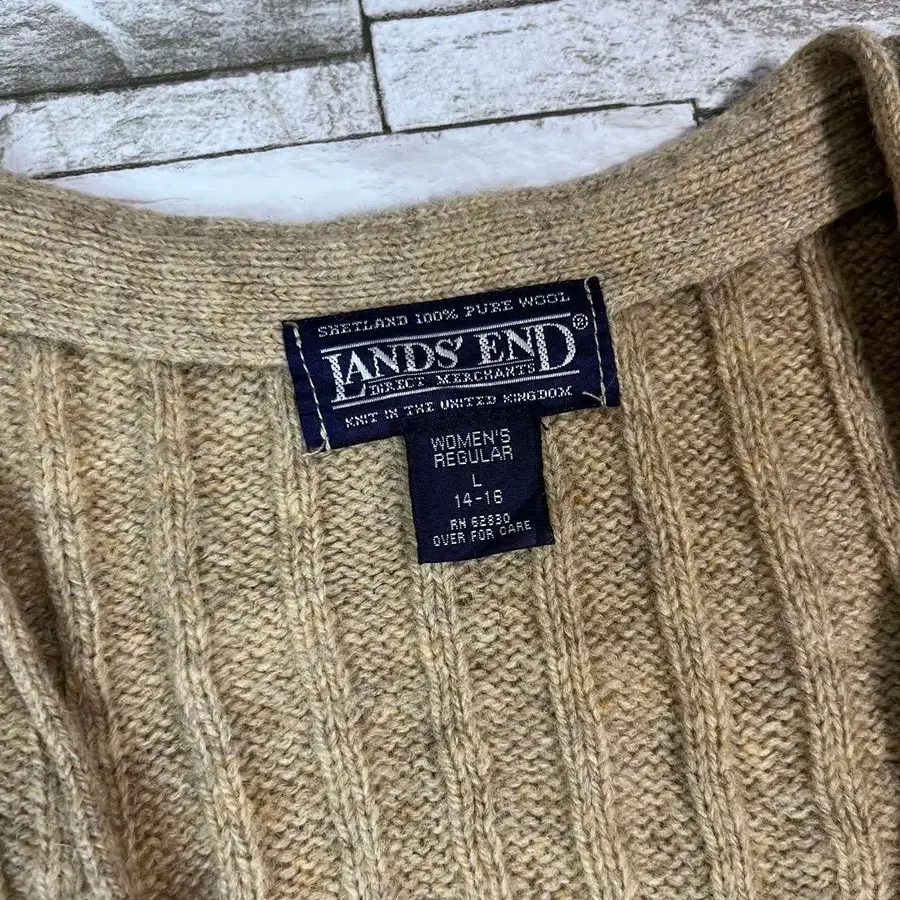 SHETLAND 100% PURE WOOL
LANDS' END®
DIRECT MERCHANTS
KNIT IN THE UNITED KINGDOM
WOMEN'S
REGULAR
L
14-16
RN 62830
OVER FOR CARE